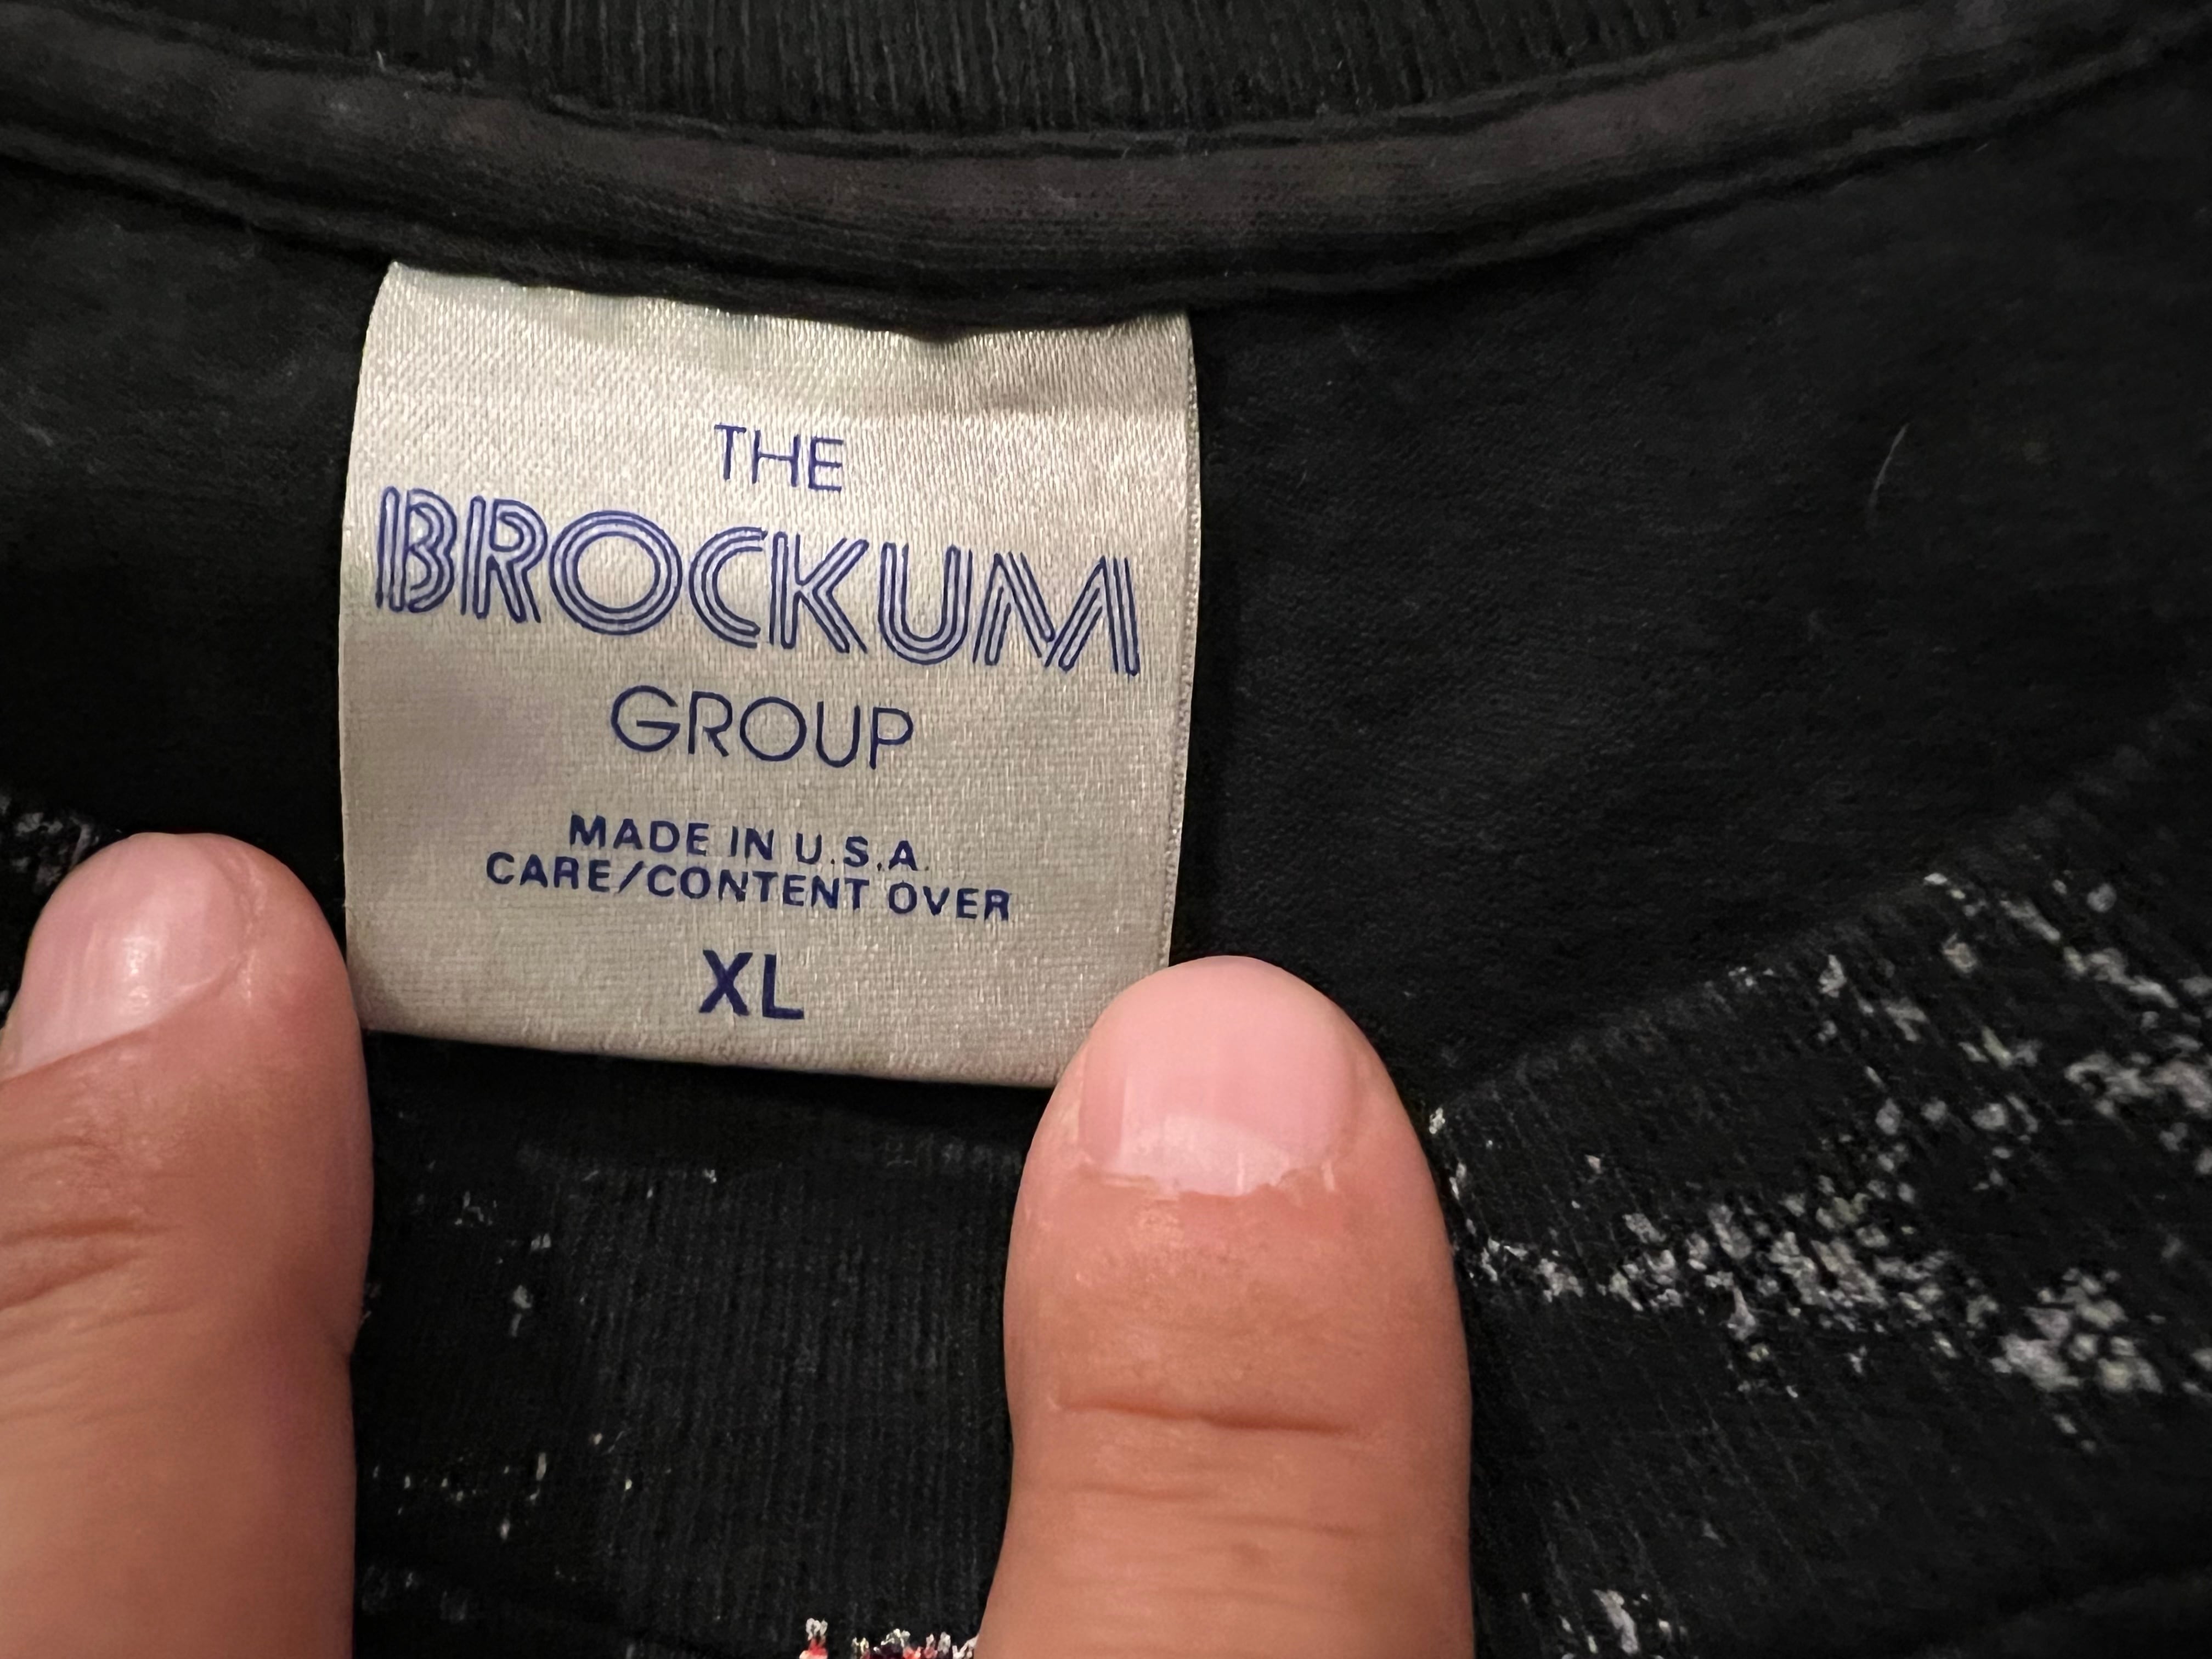 THE
BROCKUM
GROUP
MADE IN U.S.A.
CARE/CONTENT OVER
XL